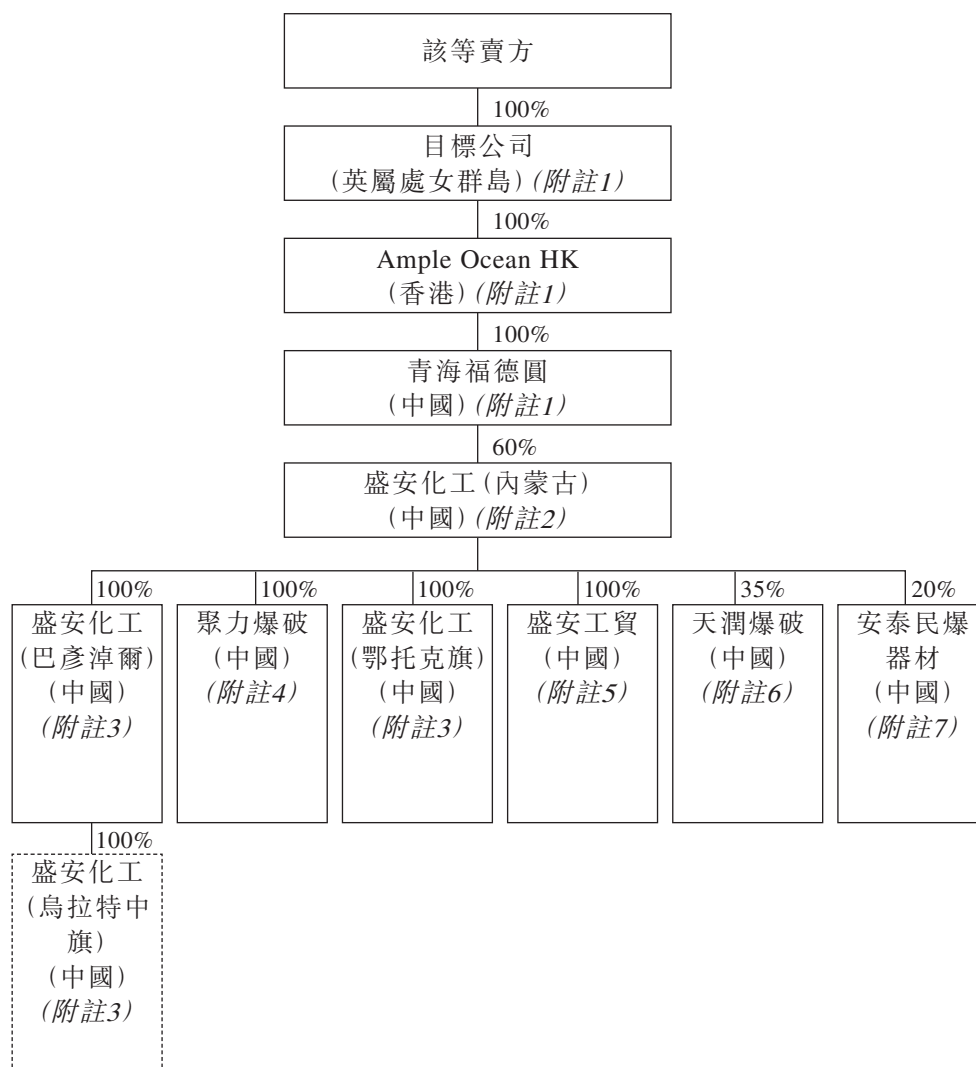 該等賣方
100%
目標公司
(英屬處女群島)(附註1)
100%
Ample Ocean HK
(香港)(附註1)
100%
青海福德圓
(中國)(附註1)
60%
盛安化工(內蒙古)
(中國)(附註2)
100%
盛安化工
(巴彥淖爾)
(中國)
(附註3)
100%
聚力爆破
(中國)
(附註4)
100%
盛安化工
(鄂托克旗)
(中國)
(附註3)
100%
盛安工貿
(中國)
(附註5)
35%
天潤爆破
(中國)
(附註6)
20%
安泰民爆
器材
(中國)
(附註7)
100%
盛安化工
(烏拉特中
旗)
(中國)
(附註3)